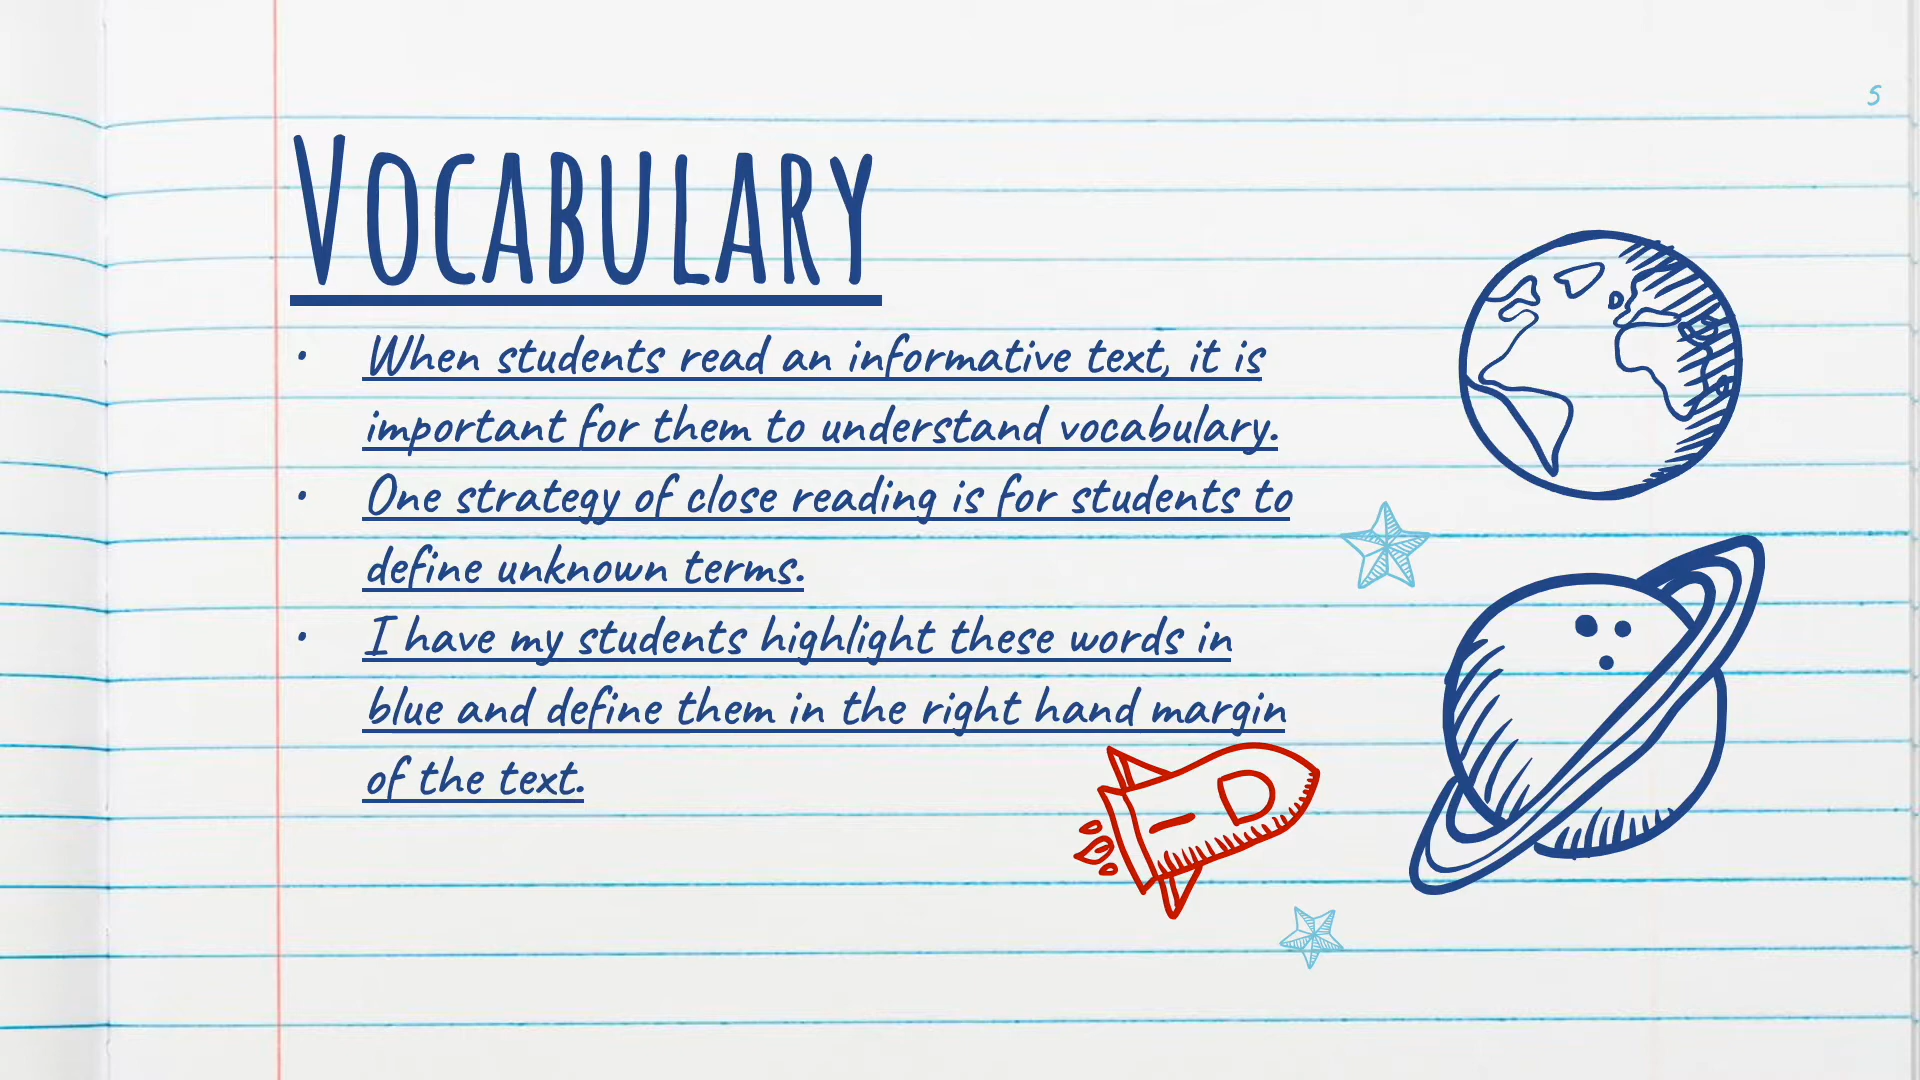 5
Vocabulary
• When students read an informative text, it is
important for them to understand vocabulary.
• One strategy of close reading is for students to
define unknown terms.
• I have my students highlight these words in
blue and define them in the right hand margin
of the text.